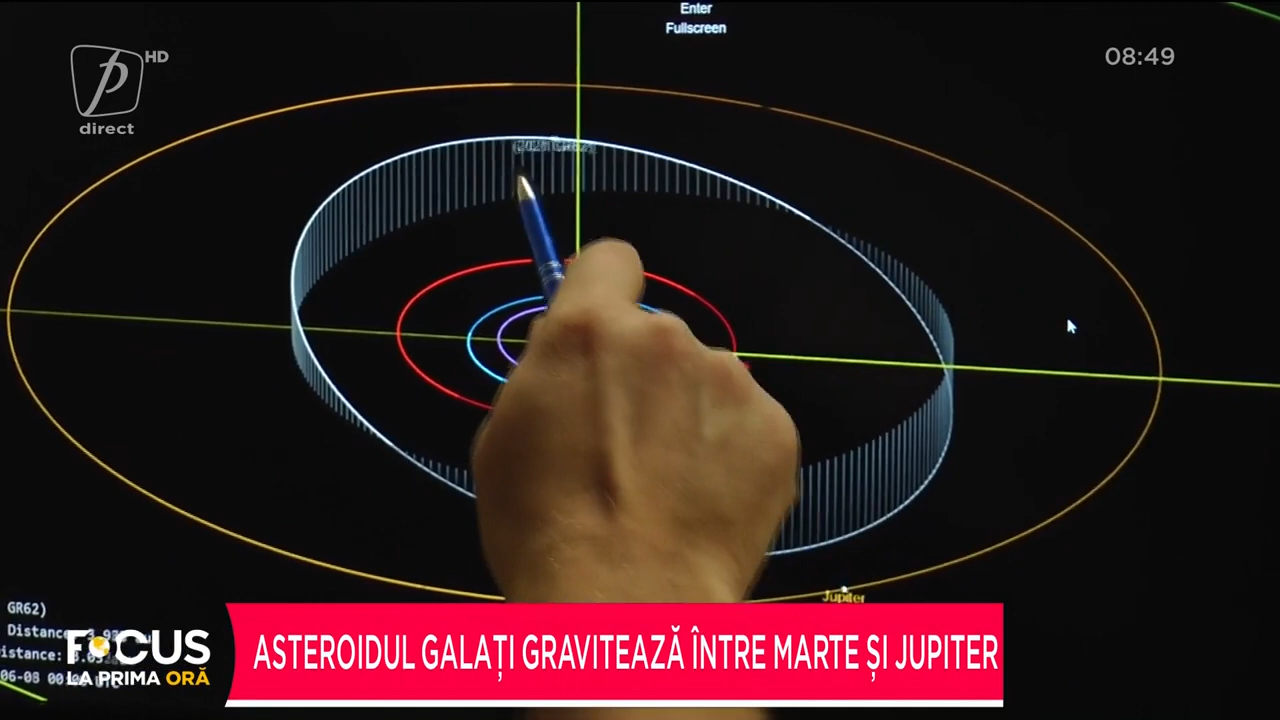 Enter
Fullscreen
HD
p
direct
08:49
Jupiter
GR62)
Distance:
FOCUS
LA PRIMA ORĂ
ASTEROIDUL GALAȚI GRAVITEAZĂ ÎNTRE MARTE ȘI JUPITER